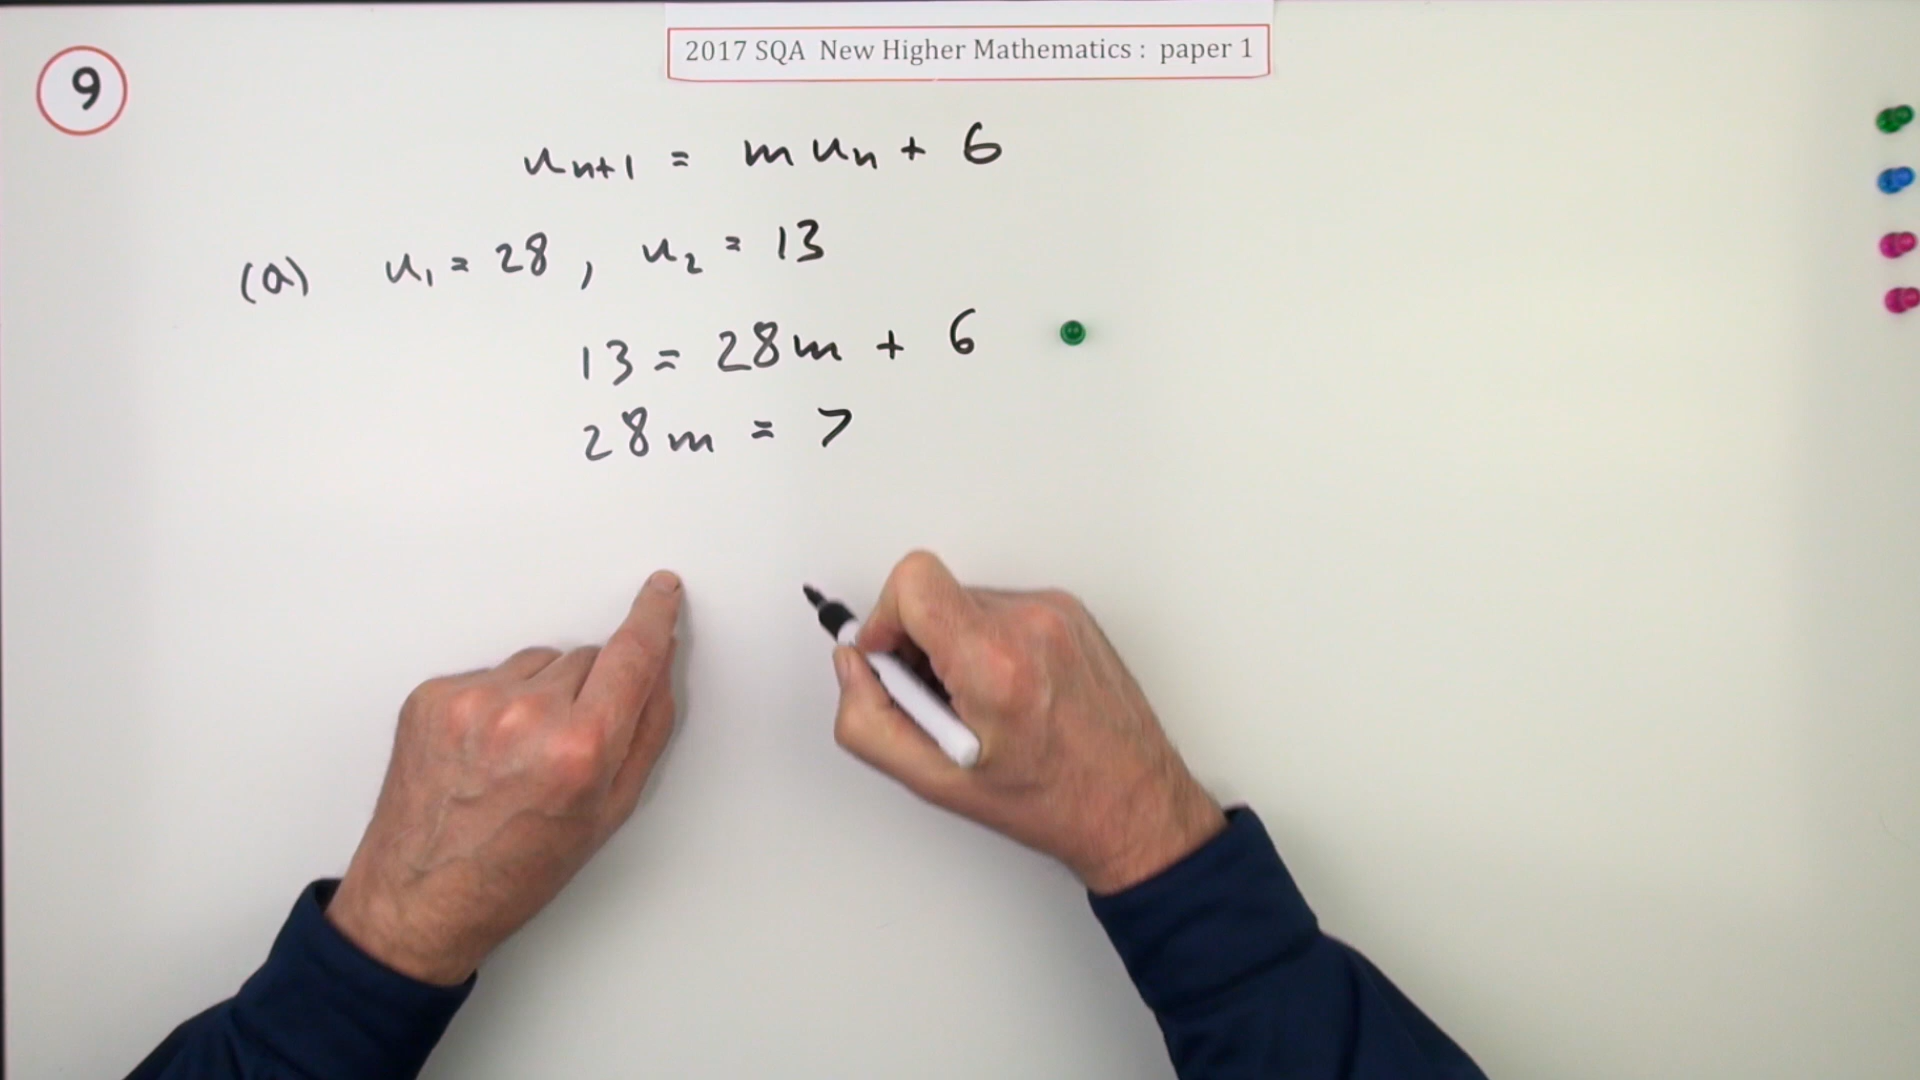 2017 SQA New Higher Mathematics : paper 1
9
uₙ₊₁ = m uₙ + 6
(a) u₁ = 28 , u₂ = 13
13 = 28m + 6
28m = 7